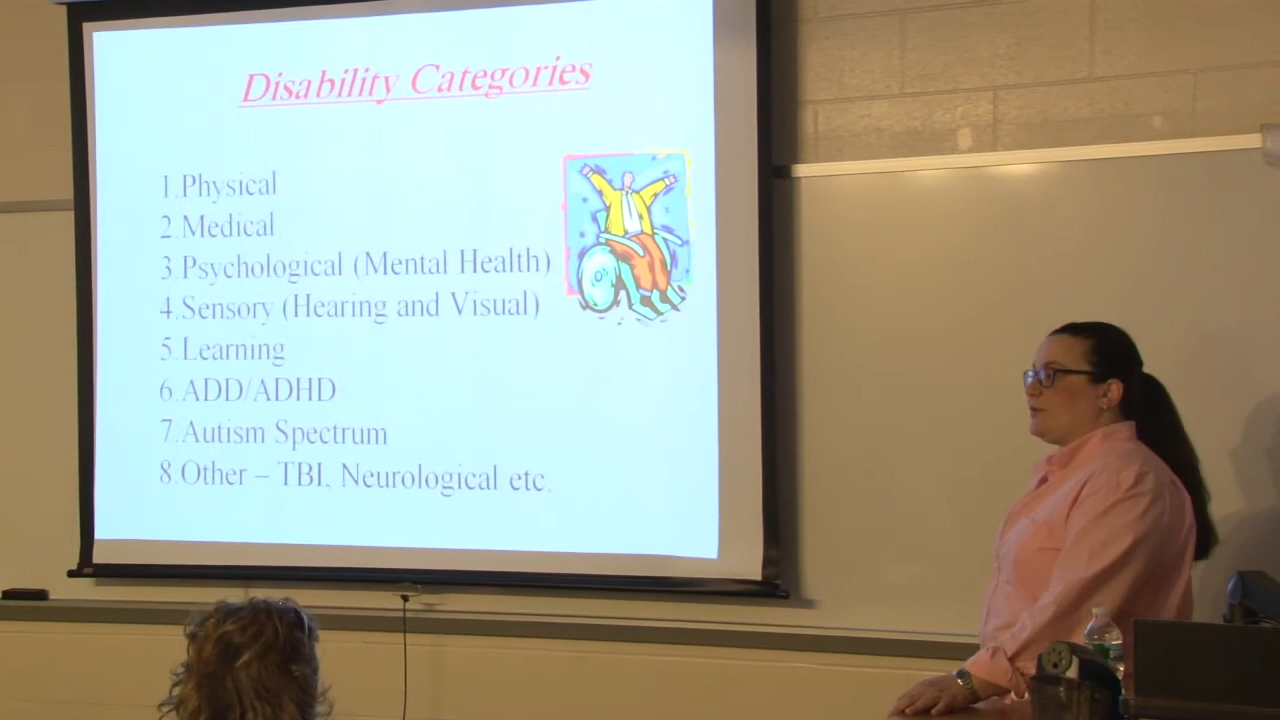 Disability Categories
1.Physical
2.Medical
3.Psychological (Mental Health)
4.Sensory (Hearing and Visual)
5.Learning
6.ADD/ADHD
7.Autism Spectrum
8.Other – TBI, Neurological etc.